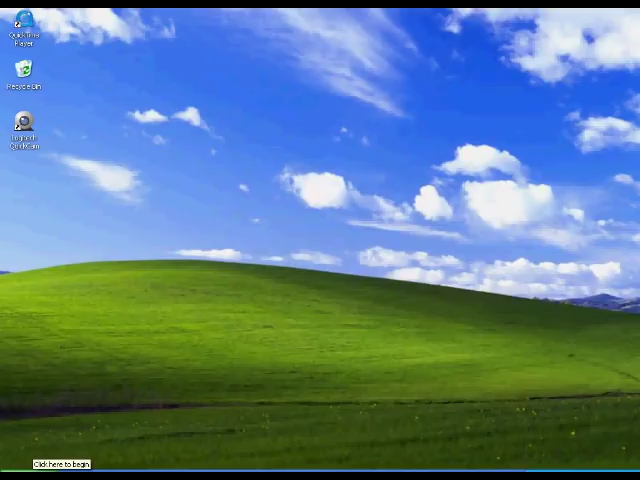 QuickTime
Player
Recycle Bin
Logitech
QuickCam
Click here to begin